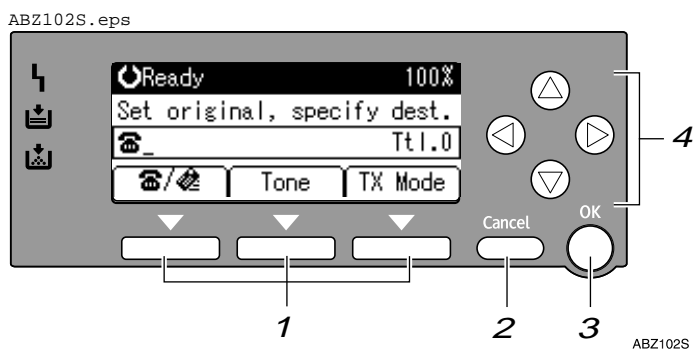 ABZ102S.eps
Ready 100%
Set original, specify dest.
_ Ttl.0
/ Tone TX Mode
Cancel OK
4
1 2 3
ABZ102S